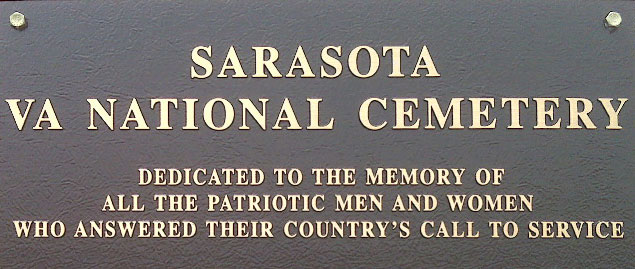 SARASOTA
VA NATIONAL CEMETERY
DEDICATED TO THE MEMORY OF
ALL THE PATRIOTIC MEN AND WOMEN
WHO ANSWERED THEIR COUNTRY'S CALL TO SERVICE